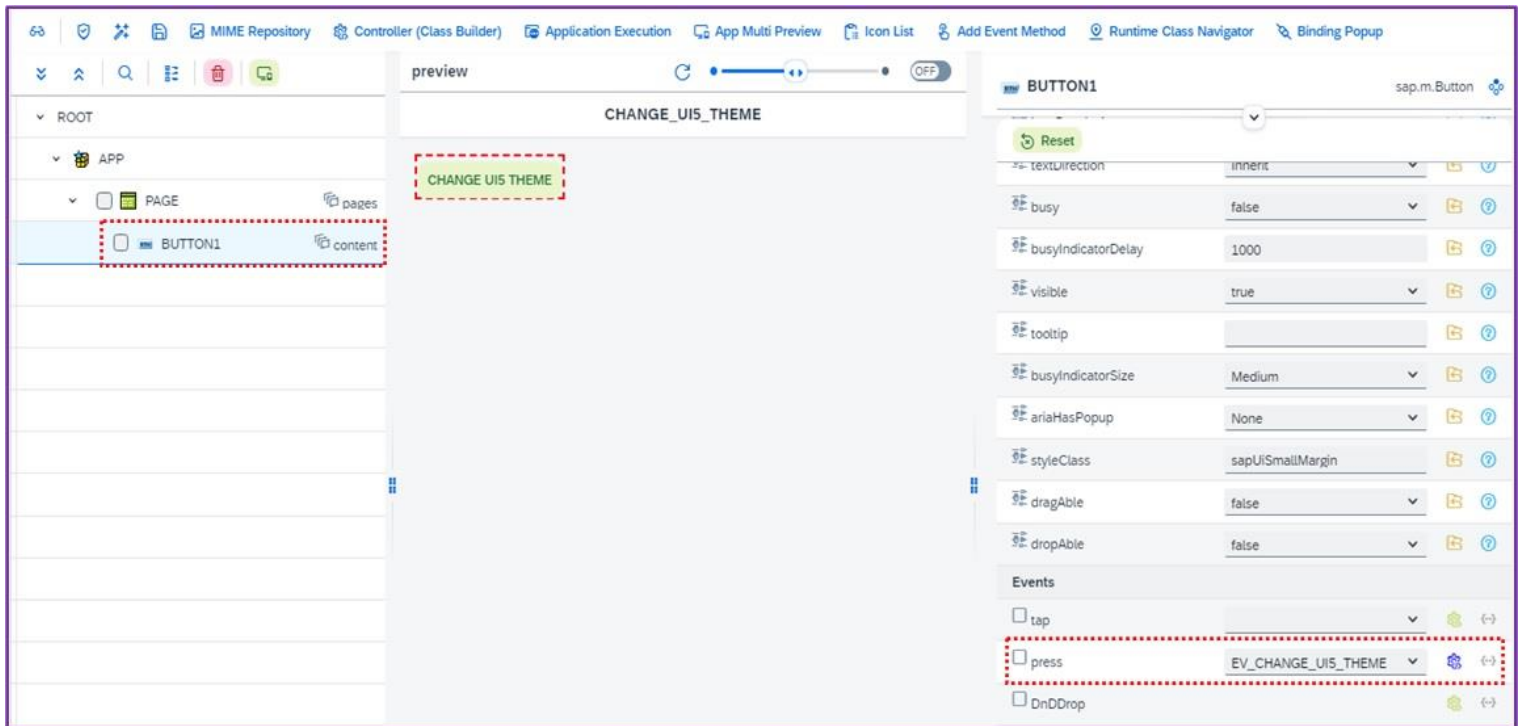 MIME Repository Controller (Class Builder) Application Execution App Multi Preview Icon List Add Event Method Runtime Class Navigator Binding Popup
preview
OFF
CHANGE_UI5_THEME
CHANGE UI5 THEME
ROOT
APP
PAGE pages
BUTTON1 content
BUTTON1 sap.m.Button
Reset
textDirection Inherit
busy false
busyIndicatorDelay 1000
visible true
tooltip
busyIndicatorSize Medium
ariaHasPopup None
styleClass sapUiSmallMargin
dragAble false
dropAble false
Events
tap
press EV_CHANGE_UI5_THEME
DnDDrop